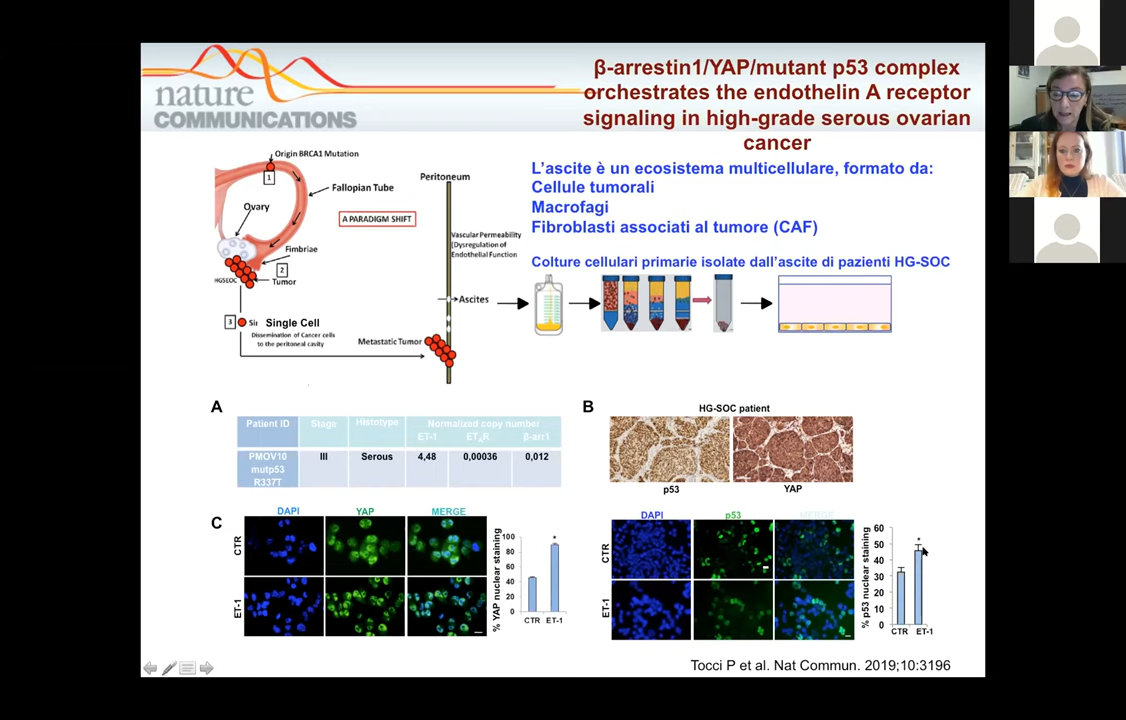 nature
COMMUNICATIONS
β-arrestin1/YAP/mutant p53 complex
orchestrates the endothelin A receptor
signaling in high-grade serous ovarian
cancer
Origin BRCA1 Mutation
1
Fallopian Tube
Ovary
A PARADIGM SHIFT
Fimbriae
2
HGSEOC
Tumor
3
Single Cell
Dissemination of Cancer cells
to the peritoneal cavity
Peritoneum
Vascular Permeability
(Dysregulation of
Endothelial Function
Ascites
Metastatic Tumor
L'ascite è un ecosistema multicellulare, formato da:
Cellule tumorali
Macrofagi
Fibroblasti associati al tumore (CAF)
Colture cellulari primarie isolate dall'ascite di pazienti HG-SOC
A
Patient ID Stage Histotype Normalized copy number
ET-1 ETAR β-arr1
PMOV10 III Serous 4,48 0,00036 0,012
mutp53
R337T
B
HG-SOC patient
p53 YAP
C
DAPI YAP MERGE
CTR
ET-1
% YAP nuclear staining
100
80
60
40
20
0
CTR ET-1
*
DAPI p53 MERGE
CTR
ET-1
% p53 nuclear staining
60
50
40
30
20
10
0
CTR ET-1
*
Tocci P et al. Nat Commun. 2019;10:3196